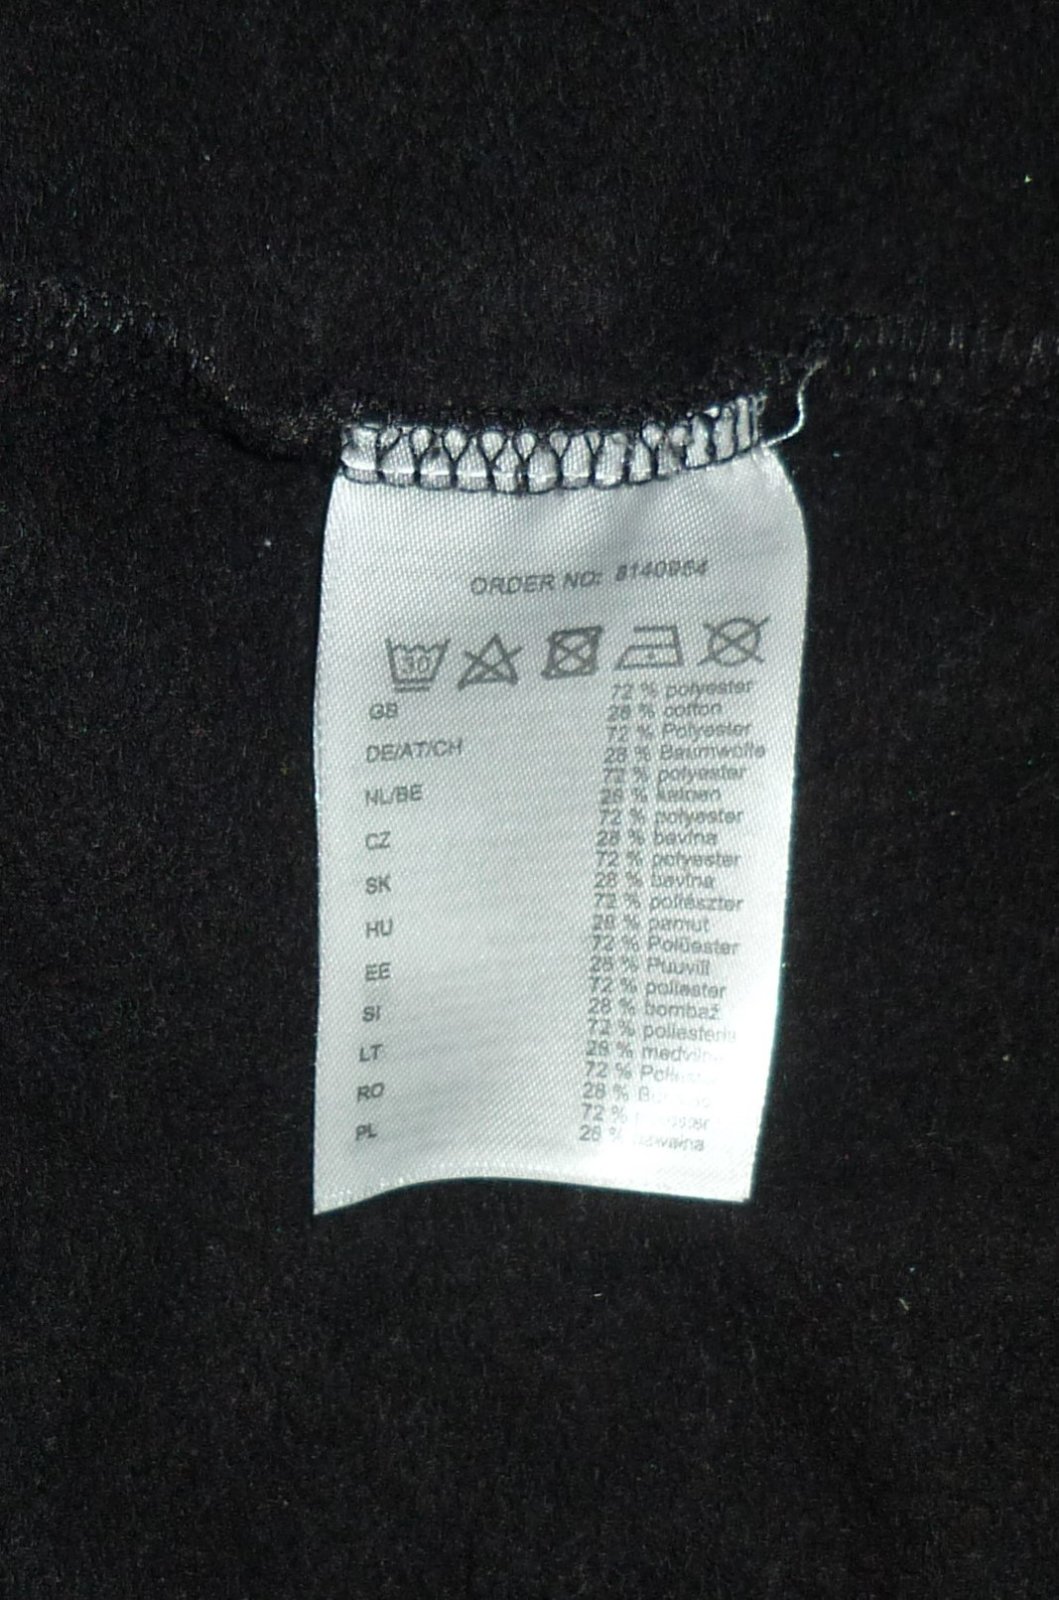 ORDER NO: 8140964
30
72 % polyester
GB 28 % cotton
72 % Polyester
DE/AT/CH 28 % Baumwolle
72 % polyester
NL/BE 28 % katoen
72 % polyester
CZ 28 % bavlna
72 % polyester
SK 28 % bavlna
72 % poliészter
HU 28 % pamut
72 % Polüester
EE 28 % Puuvill
72 % poliester
SI 28 % bombaž
72 % poliesteris
LT 28 %
72 %
RO 28 %
72 %
PL 28 %